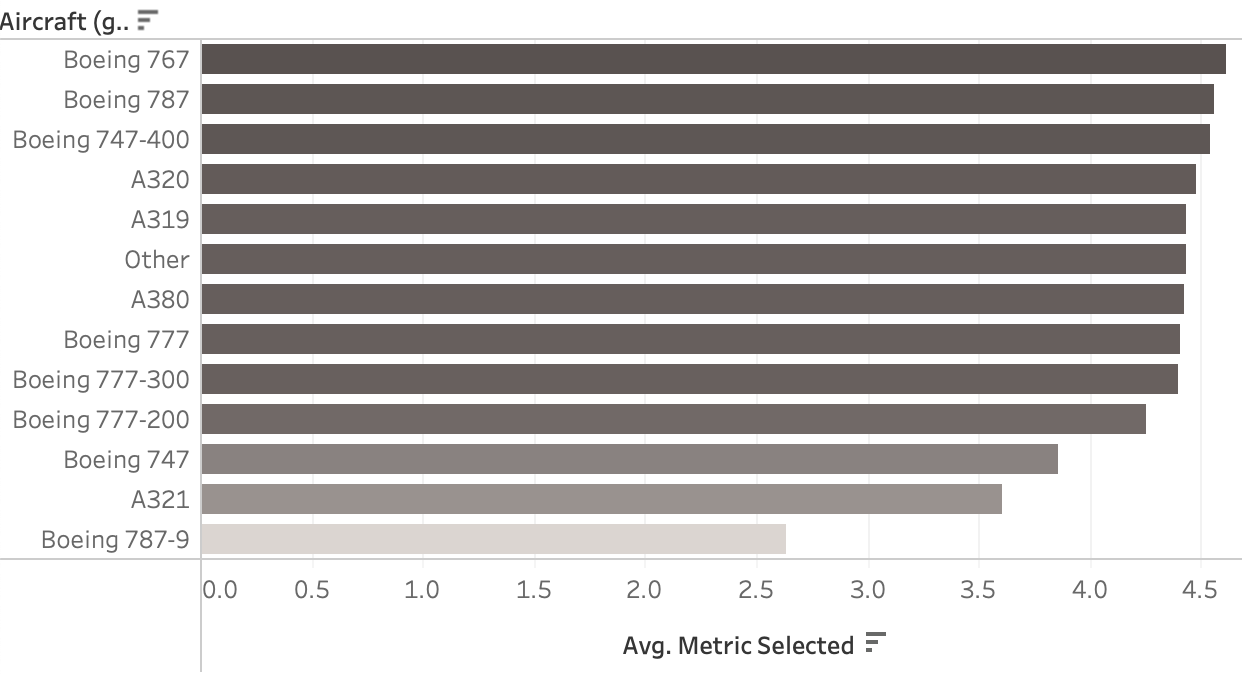 Aircraft (g..
Boeing 767
Boeing 787
Boeing 747-400
A320
A319
Other
A380
Boeing 777
Boeing 777-300
Boeing 777-200
Boeing 747
A321
Boeing 787-9
0.0 0.5 1.0 1.5 2.0 2.5 3.0 3.5 4.0 4.5
Avg. Metric Selected